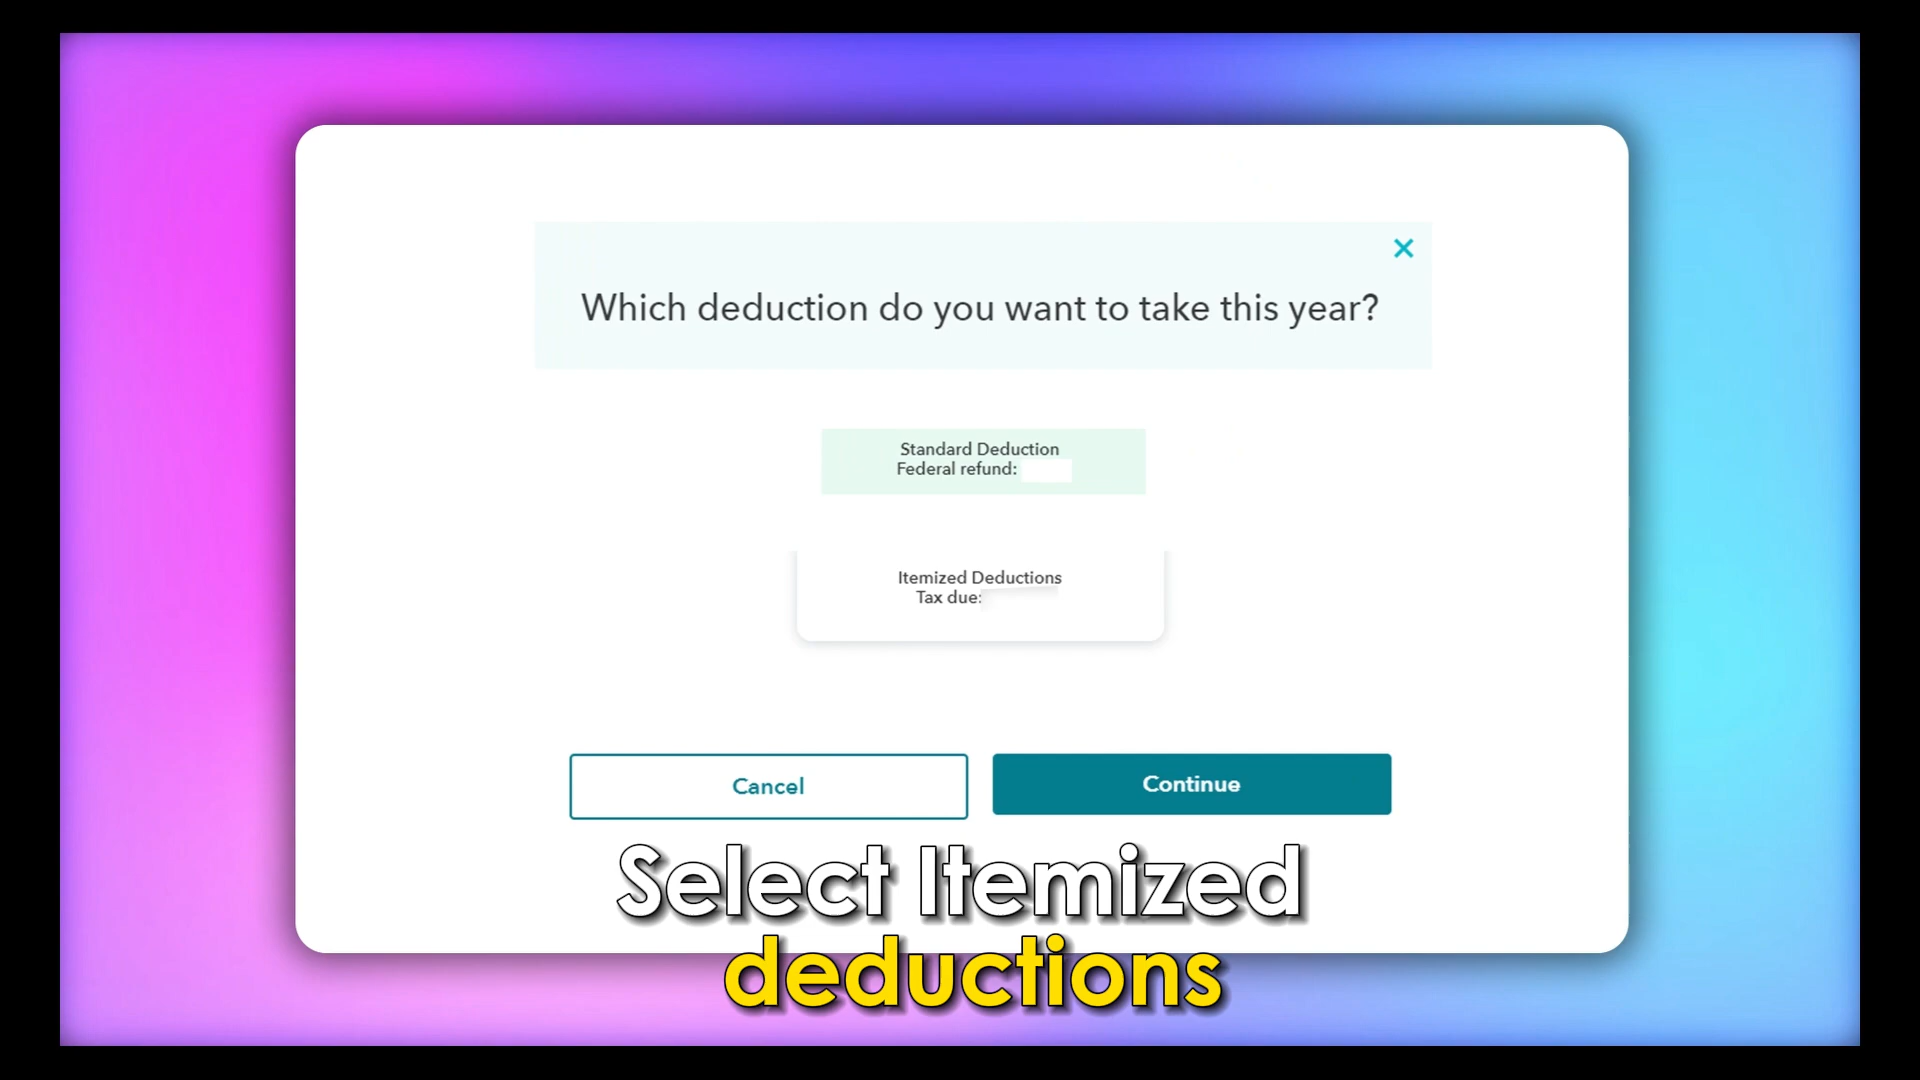 Which deduction do you want to take this year?
Standard Deduction
Federal refund:
Itemized Deductions
Tax due:
Cancel
Continue
Select Itemized
deductions